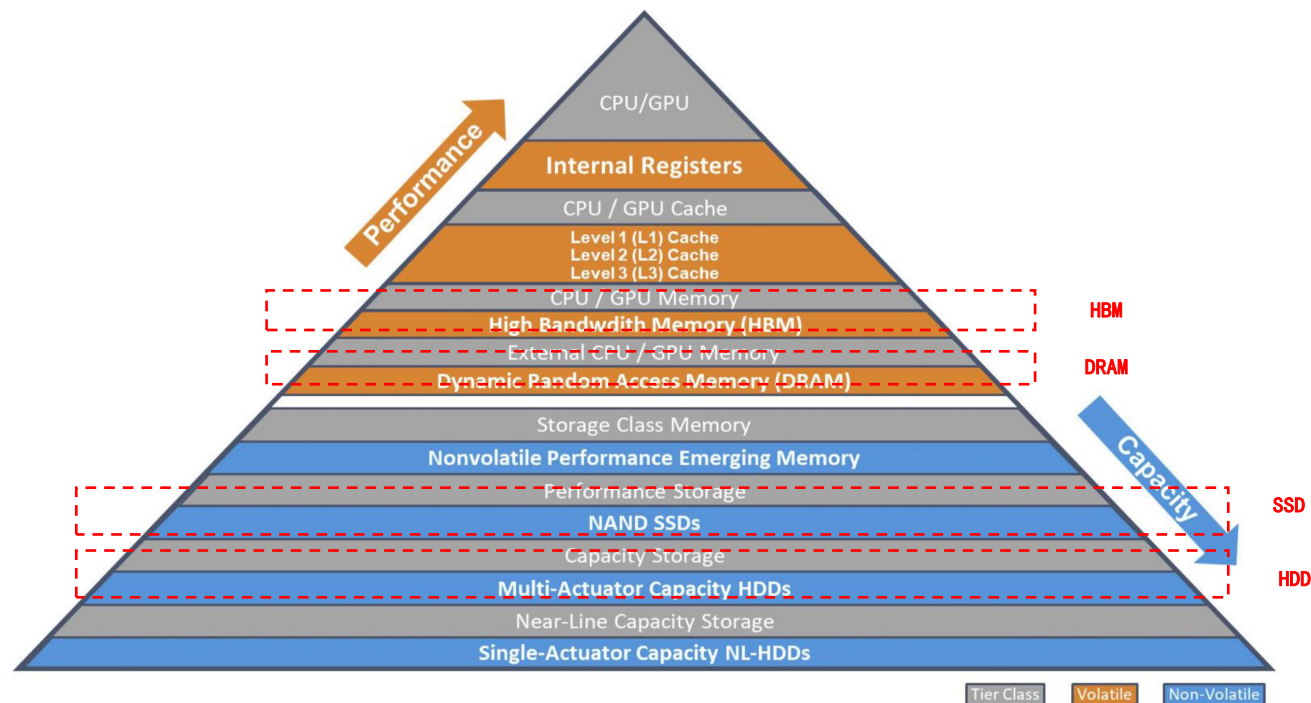 CPU/GPU
Performance
Internal Registers
CPU / GPU Cache
Level 1 (L1) Cache
Level 2 (L2) Cache
Level 3 (L3) Cache
CPU / GPU Memory
HBM
High Bandwdith Memory (HBM)
External CPU / GPU Memory
DRAM
Dynamic Random Access Memory (DRAM)
Storage Class Memory
Capacity
Nonvolatile Performance Emerging Memory
Performance Storage
SSD
NAND SSDs
Capacity Storage
HDD
Multi-Actuator Capacity HDDs
Near-Line Capacity Storage
Single-Actuator Capacity NL-HDDs
Tier Class Volatile Non-Volatile